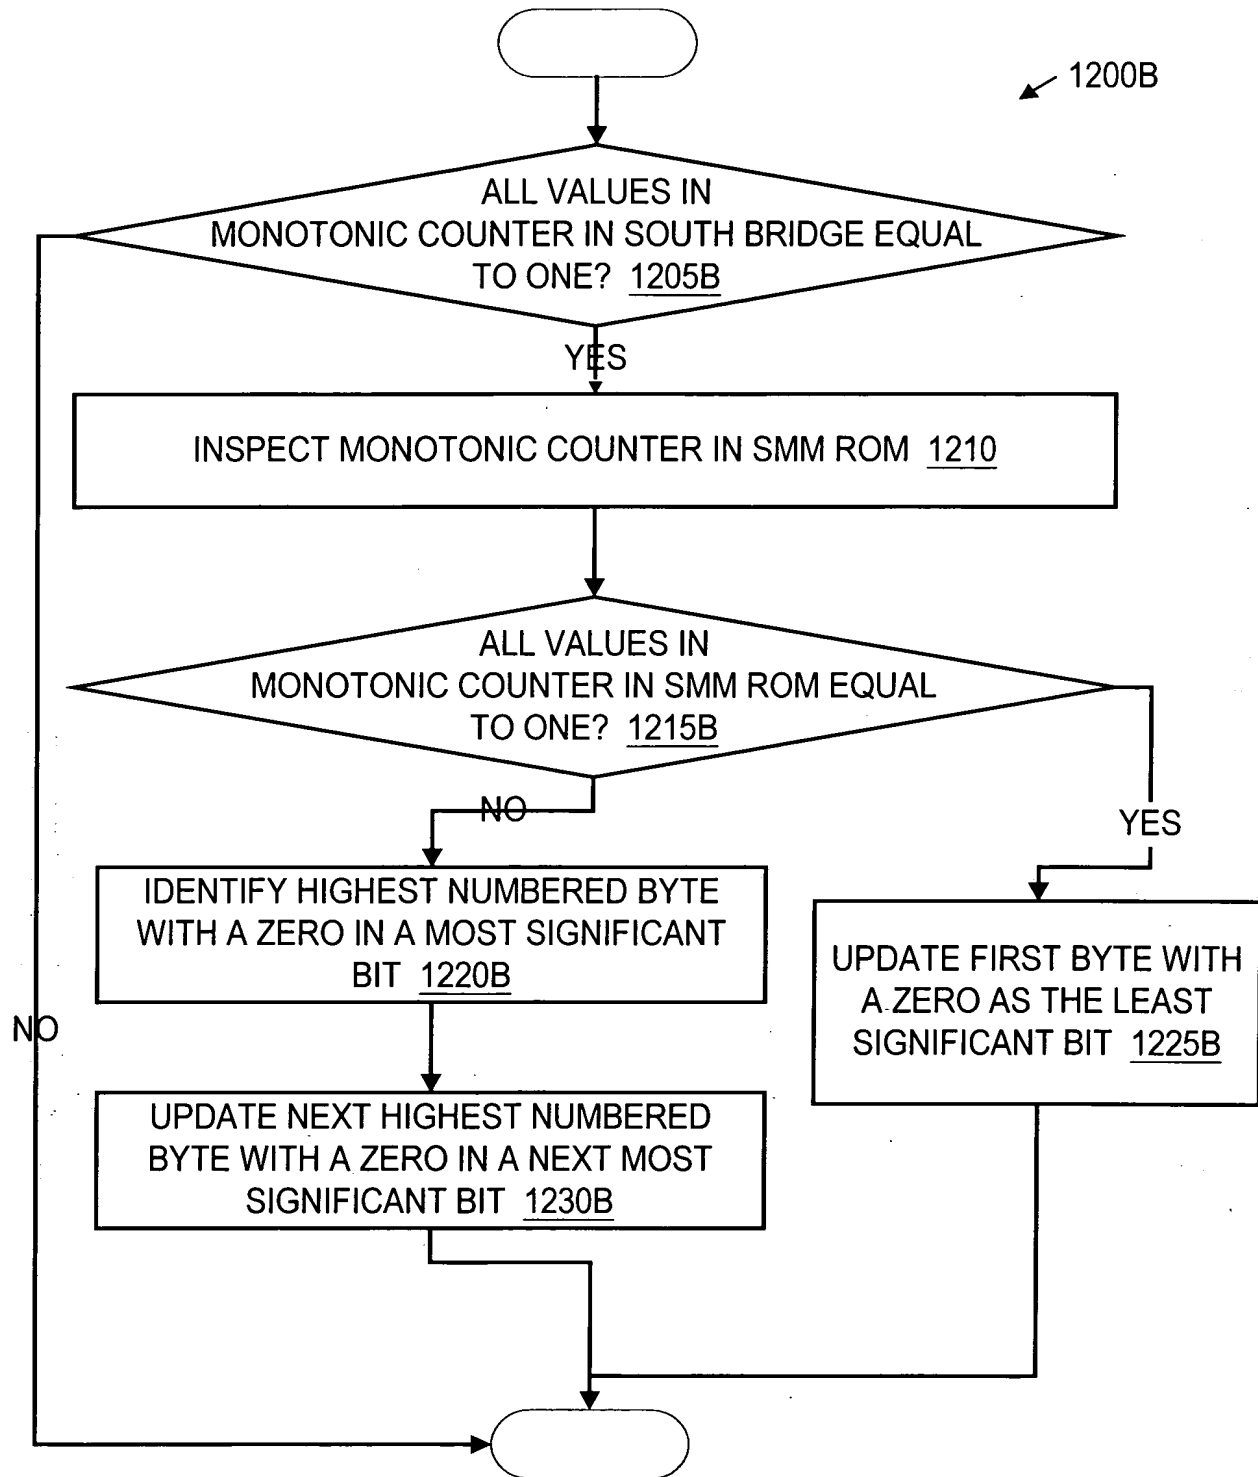 1200B
ALL VALUES IN
MONOTONIC COUNTER IN SOUTH BRIDGE EQUAL
TO ONE? 1205B
YES
INSPECT MONOTONIC COUNTER IN SMM ROM 1210
ALL VALUES IN
MONOTONIC COUNTER IN SMM ROM EQUAL
TO ONE? 1215B
NO
YES
IDENTIFY HIGHEST NUMBERED BYTE
WITH A ZERO IN A MOST SIGNIFICANT
BIT 1220B
UPDATE FIRST BYTE WITH
A ZERO AS THE LEAST
SIGNIFICANT BIT 1225B
NO
UPDATE NEXT HIGHEST NUMBERED
BYTE WITH A ZERO IN A NEXT MOST
SIGNIFICANT BIT 1230B